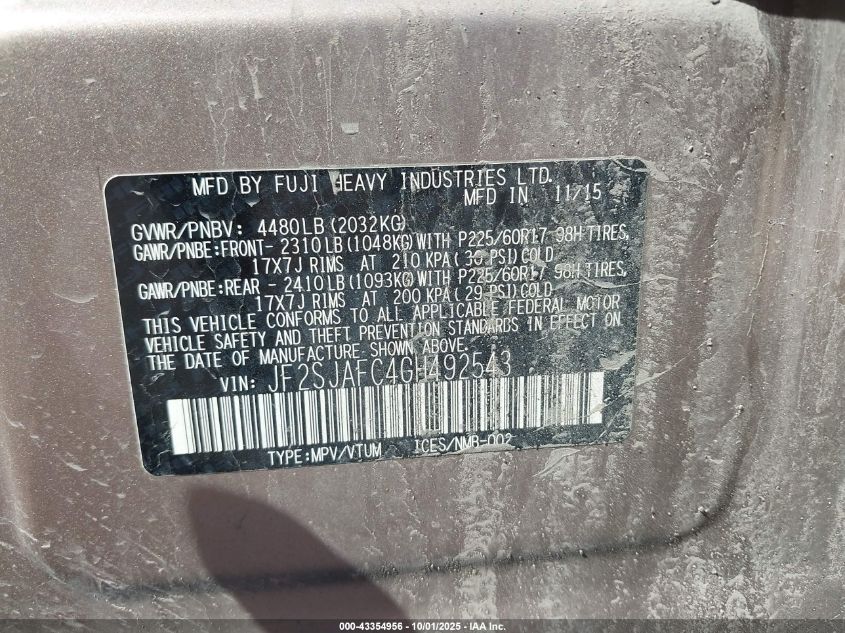 MFD BY FUJI HEAVY INDUSTRIES LTD.
MFD IN 11/15
GVWR/PNBV: 4480LB (2032KG)
GAWR/PNBE:FRONT- 2310LB(1048KG)WITH P225/60R17 98H TIRES,
17X7J RIMS AT 210 KPA(30 PSI)COLD
GAWR/PNBE:REAR - 2410LB(1093KG)WITH P225/60R17 98H TIRES,
17X7J RIMS AT 200 KPA(29 PSI)COLD
THIS VEHICLE CONFORMS TO ALL APPLICABLE FEDERAL MOTOR
VEHICLE SAFETY AND THEFT PREVENTION STANDARDS IN EFFECT ON
THE DATE OF MANUFACTURE SHOWN ABOVE.
VIN: JF2SJAFC4GH492543
TYPE:MPV/VTUM ICES/NMB-002
000-43354956 - 10/01/2025 - IAA Inc.